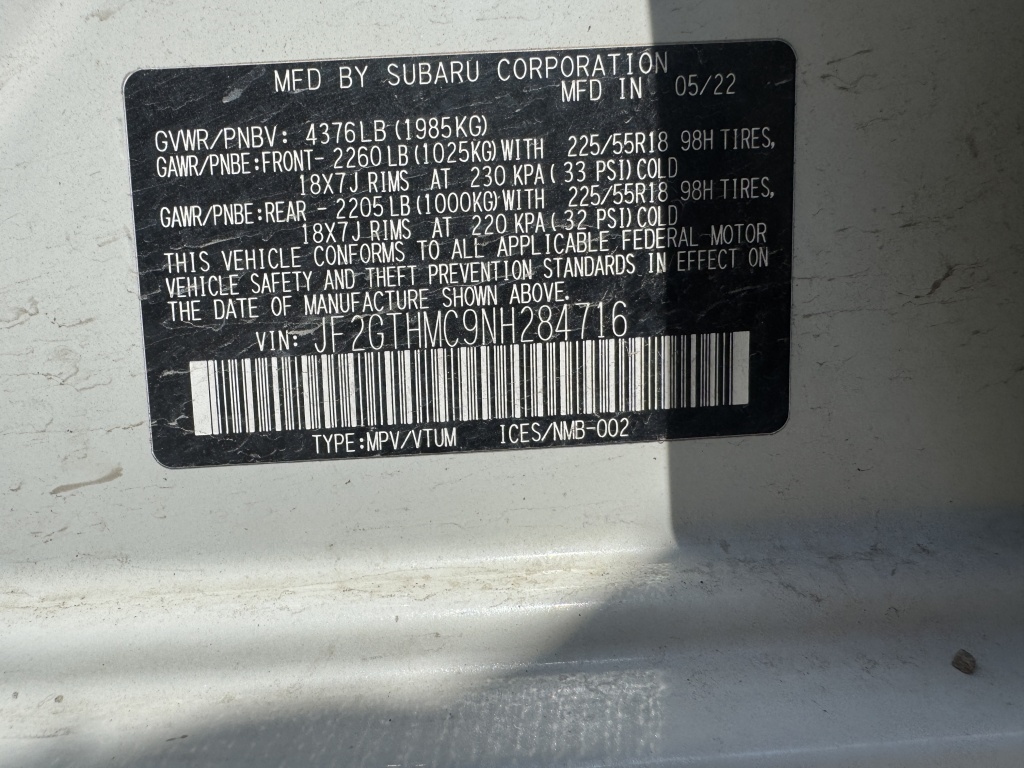 MFD BY SUBARU CORPORATION
MFD IN 05/22
GVWR/PNBV: 4376LB(1985KG)
GAWR/PNBE:FRONT- 2260LB(1025KG)WITH 225/55R18 98H TIRES,
18X7J RIMS AT 230 KPA( 33 PSI)COLD
GAWR/PNBE:REAR - 2205LB(1000KG)WITH 225/55R18 98H TIRES,
18X7J RIMS AT 220 KPA( 32 PSI)COLD
THIS VEHICLE CONFORMS TO ALL APPLICABLE FEDERAL MOTOR
VEHICLE SAFETY AND THEFT PREVENTION STANDARDS IN EFFECT ON
THE DATE OF MANUFACTURE SHOWN ABOVE.
VIN: JF2GTHMC9NH284716
TYPE:MPV/VTUM ICES/NMB-002